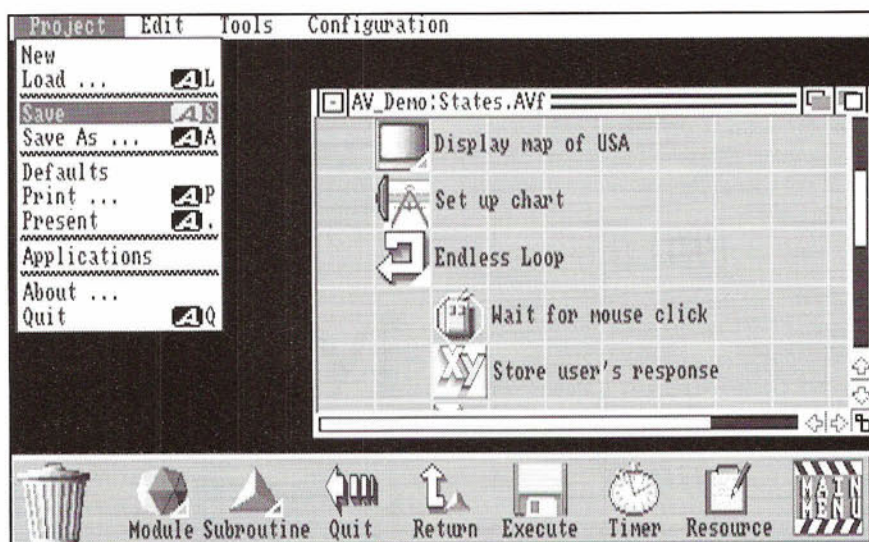 Project Edit Tools Configuration
New
Load ... A L
Save A S
Save As ... A A
Defaults
Print ... A P
Present A .
Applications
About ...
Quit A Q
AV_Demo:States.AVf
Display map of USA
Set up chart
Endless Loop
Wait for mouse click
Xy Store user's response
Module Subroutine Quit Return Execute Timer Resource
MAIN
MENU